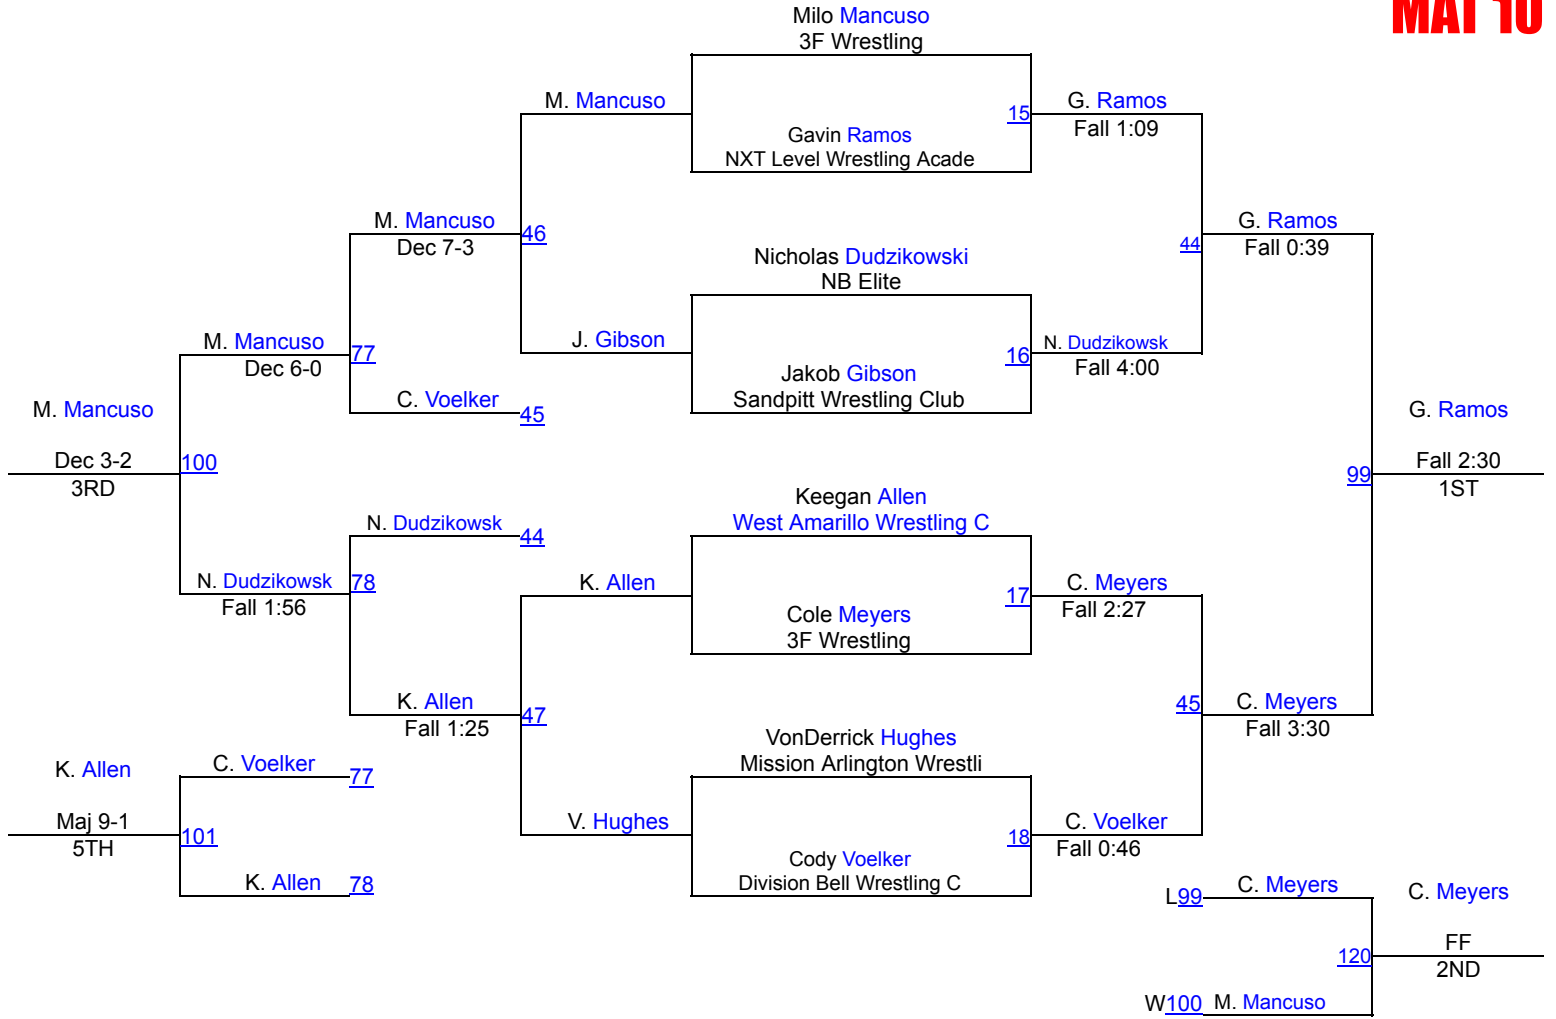 MAT 10
Milo Mancuso
3F Wrestling
M. Mancuso
15
G. Ramos
Fall 1:09
Gavin Ramos
NXT Level Wrestling Acade
M. Mancuso
Dec 7-3
46
G. Ramos
Fall 0:39
44
Nicholas Dudzikowski
NB Elite
M. Mancuso
Dec 6-0
77
J. Gibson
16
N. Dudzikowsk
Fall 4:00
Jakob Gibson
Sandpitt Wrestling Club
C. Voelker
45
M. Mancuso
Dec 3-2
3RD
100
G. Ramos
Fall 2:30
1ST
99
Keegan Allen
West Amarillo Wrestling C
N. Dudzikowsk
44
N. Dudzikowsk
Fall 1:56
78
K. Allen
17
C. Meyers
Fall 2:27
Cole Meyers
3F Wrestling
K. Allen
Fall 1:25
47
45
C. Meyers
Fall 3:30
VonDerrick Hughes
Mission Arlington Wrestli
K. Allen
Maj 9-1
5TH
C. Voelker
77
101
K. Allen
78
V. Hughes
18
C. Voelker
Fall 0:46
Cody Voelker
Division Bell Wrestling C
L99
C. Meyers
C. Meyers
FF
2ND
120
W100
M. Mancuso